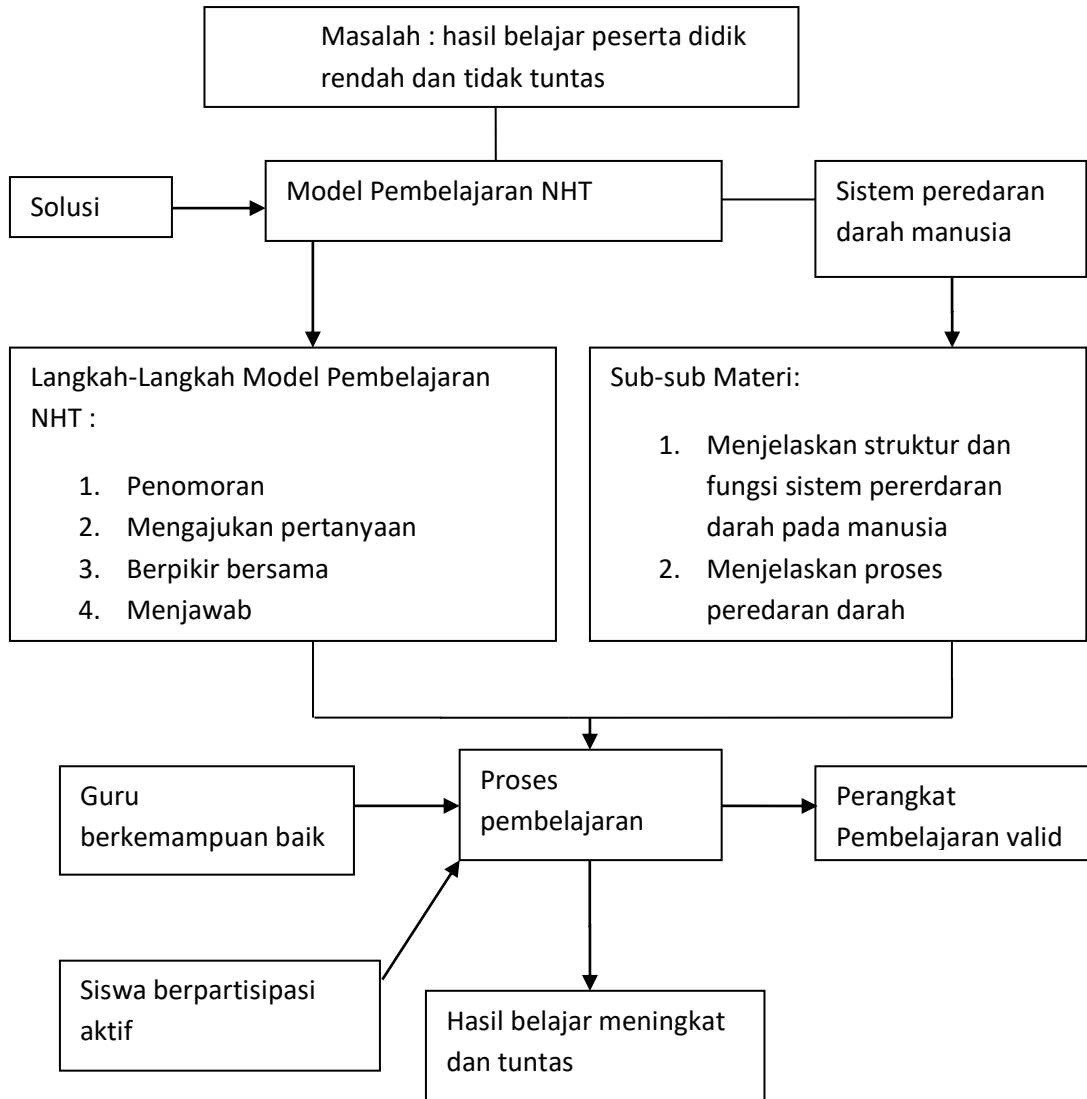 Masalah : hasil belajar peserta didik
rendah dan tidak tuntas
Solusi
Model Pembelajaran NHT
Sistem peredaran
darah manusia
Langkah-Langkah Model Pembelajaran
NHT :
1. Penomoran
2. Mengajukan pertanyaan
3. Berpikir bersama
4. Menjawab
Sub-sub Materi:
1. Menjelaskan struktur dan
fungsi sistem pererdaran
darah pada manusia
2. Menjelaskan proses
peredaran darah
Guru
berkemampuan baik
Proses
pembelajaran
Perangkat
Pembelajaran valid
Siswa berpartisipasi
aktif
Hasil belajar meningkat
dan tuntas